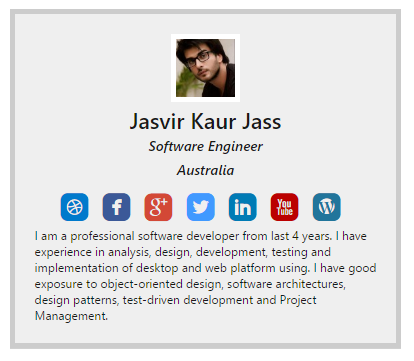 Jasvir Kaur Jass
Software Engineer
Australia
f g+ in You Tube W
I am a professional software developer from last 4 years. I have
experience in analysis, design, development, testing and
implementation of desktop and web platform using. I have good
exposure to object-oriented design, software architectures,
design patterns, test-driven development and Project
Management.